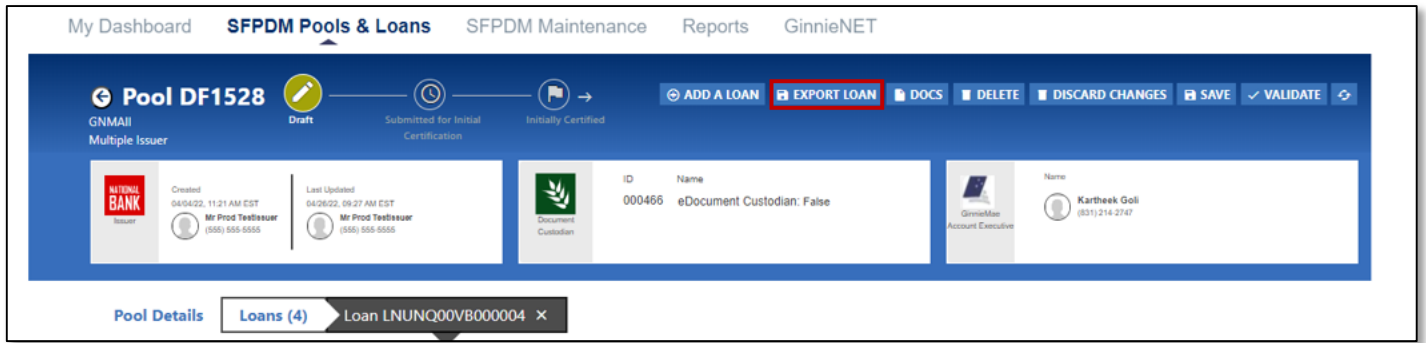 My Dashboard SFPDM Pools & Loans SFPDM Maintenance Reports GinnieNET
Pool DF1528
GNMAII
Multiple Issuer
Draft
Submitted for Initial
Certification
Initially Certified
ADD A LOAN EXPORT LOAN DOCS DELETE DISCARD CHANGES SAVE VALIDATE
NATIONAL
BANK
Issuer
Created
04/04/22, 11:21 AM EST
Mr Prod Testissuer
(555) 555-5555
Last Updated
04/26/22, 09:27 AM EST
Mr Prod Testissuer
(555) 555-5555
Document
Custodian
ID Name
000466 eDocument Custodian: False
GinnieMae
Account Executive
Name
Kartheek Goli
(831) 214-2747
Pool Details Loans (4) Loan LNUNQ00VB000004 ×